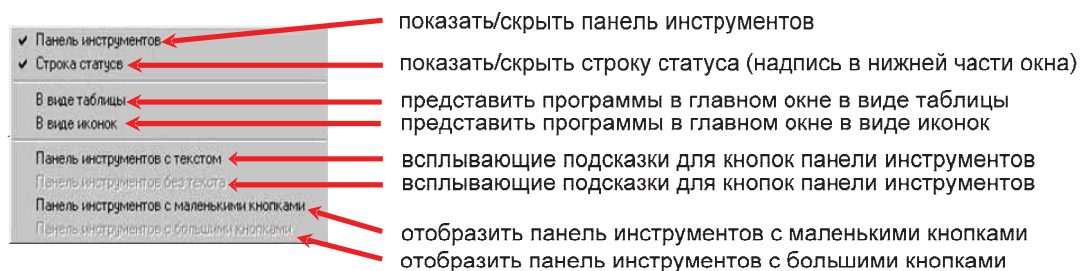 показать/скрыть панель инструментов
✔ Панель инструментов
✔ Строка статусв
показать/скрыть строку статуса (надпись в нижней части окна)
В виде таблицы
представить программы в главном окне в виде таблицы
В виде иконок
представить программы в главном окне в виде иконок
Панель инструментов с текстом
всплывающие подсказки для кнопок панели инструментов
Панель инструментов без текста
всплывающие подсказки для кнопок панели инструментов
Панель инструментов с маленькими кнопками
отобразить панель инструментов с маленькими кнопками
Панель инструментов с большими кнопками
отобразить панель инструментов с большими кнопками